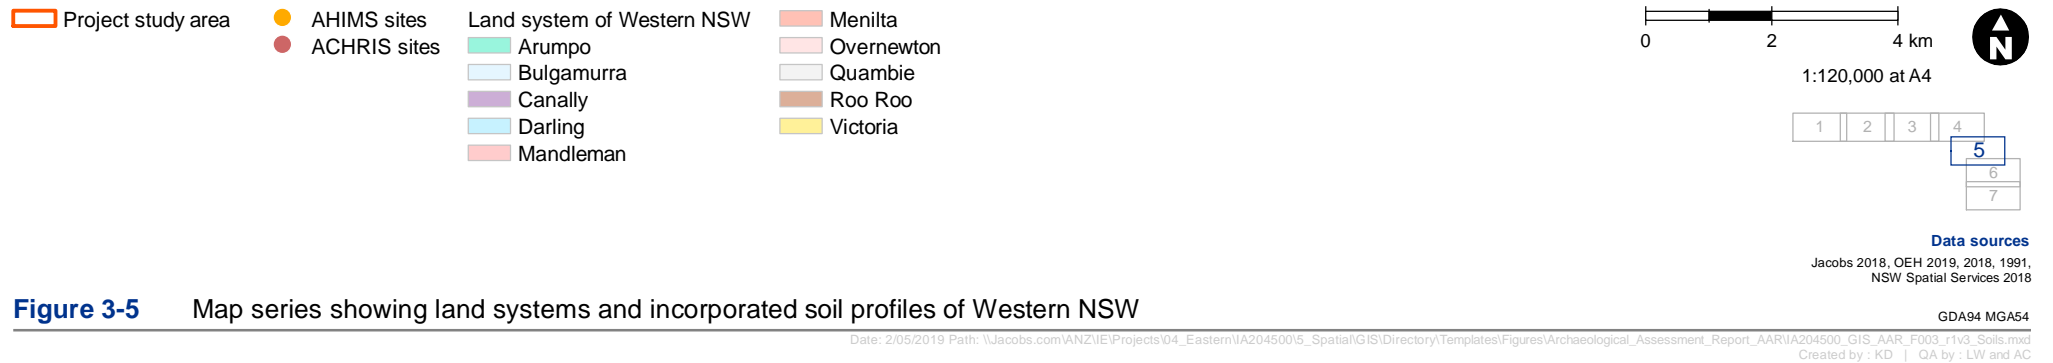 Project study area
AHIMS sites
ACHRIS sites
Land system of Western NSW
Arumpo
Bulgamurra
Canally
Darling
Mandleman
Menilta
Overnewton
Quambie
Roo Roo
Victoria
0 2 4 km
N
1:120,000 at A4
1 2 3 4
5
6
7
Data sources
Jacobs 2018, OEH 2019, 2018, 1991,
NSW Spatial Services 2018
Figure 3-5 Map series showing land systems and incorporated soil profiles of Western NSW
GDA94 MGA54
Date: 2/05/2019 Path: \\Jacobs.com\ANZ\IE\Projects\04_Eastern\IA204500\5_Spatial\GIS\Directory\Templates\Figures\Archaeological_Assessment_Report_AAR\IA204500_GIS_AAR_F003_r1v3_Soils.mxd
Created by : KD | QA by : LW and AC